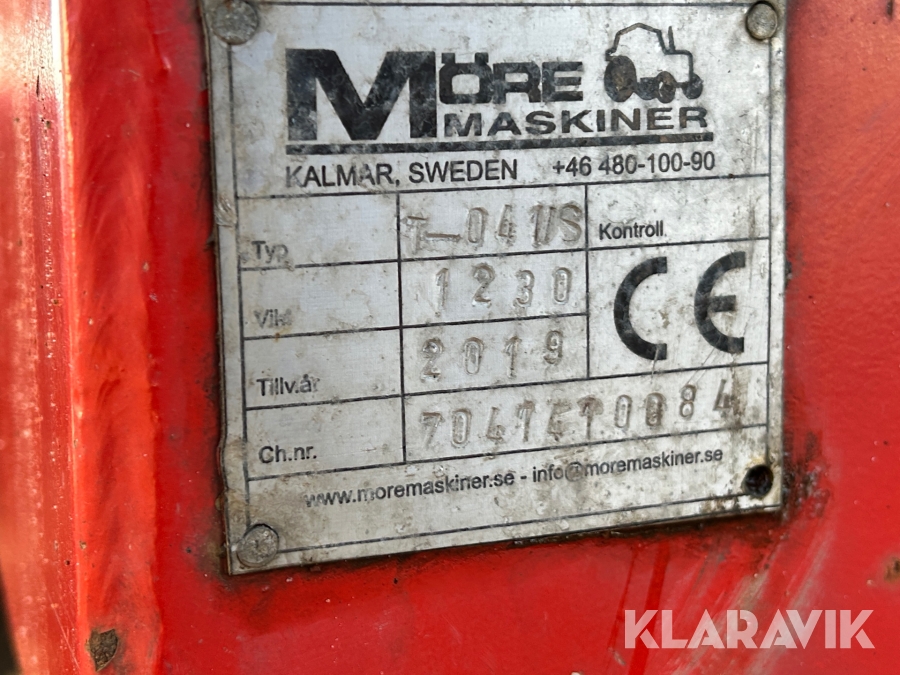 MÖRE
MASKINER
KALMAR, SWEDEN +46 480-100-90
Typ T-041/S Kontroll
Vikt 1230 CE
Tillv.år 2019
Ch.nr.
www.moremaskiner.se - info@moremaskiner.se
KLARAVIK